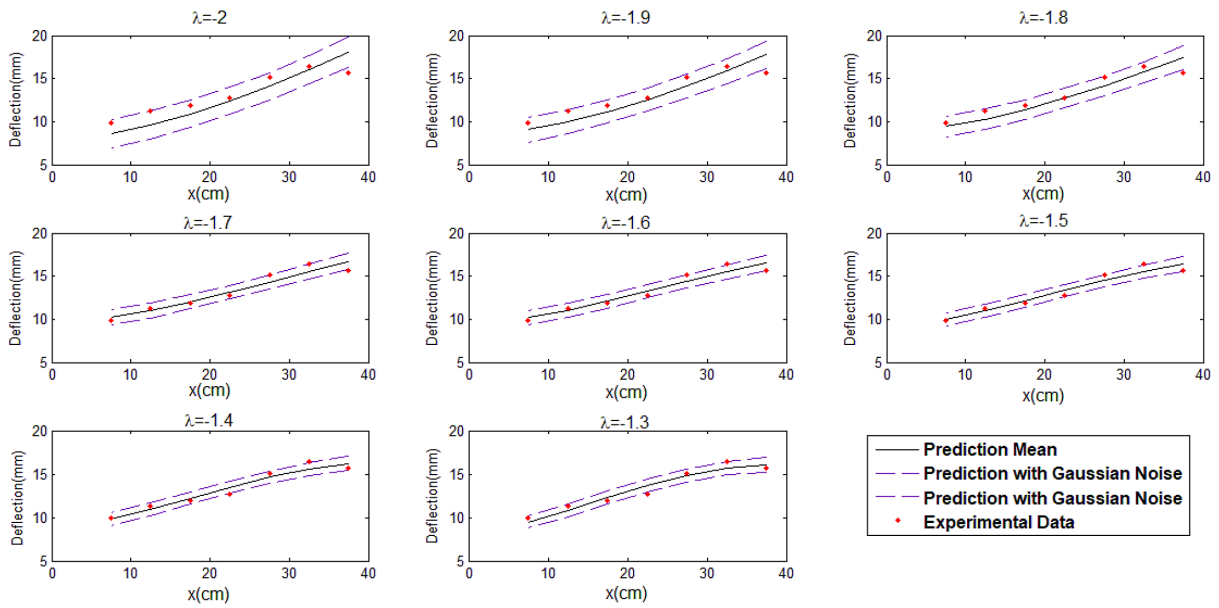 λ=-2
20
15
10
5
Deflection(mm)
0 10 20 30 40
x(cm)
λ=-1.9
20
15
10
5
Deflection(mm)
0 10 20 30 40
x(cm)
λ=-1.8
20
15
10
5
Deflection(mm)
0 10 20 30 40
x(cm)
λ=-1.7
20
15
10
5
Deflection(mm)
0 10 20 30 40
x(cm)
λ=-1.6
20
15
10
5
Deflection(mm)
0 10 20 30 40
x(cm)
λ=-1.5
20
15
10
5
Deflection(mm)
0 10 20 30 40
x(cm)
λ=-1.4
20
15
10
5
Deflection(mm)
0 10 20 30 40
x(cm)
λ=-1.3
20
15
10
5
Deflection(mm)
0 10 20 30 40
x(cm)
Prediction Mean
Prediction with Gaussian Noise
Prediction with Gaussian Noise
Experimental Data